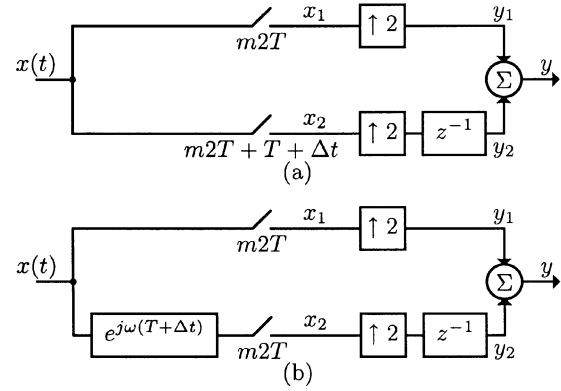 x₁ y₁
↑ 2
m2T
x(t) Σ y
x₂
↑ 2 z⁻¹
m2T + T + Δt y₂
(a)
x₁ y₁
↑ 2
m2T
x(t) Σ y
x₂
e^{jω(T+Δt)} ↑ 2 z⁻¹
m2T y₂
(b)